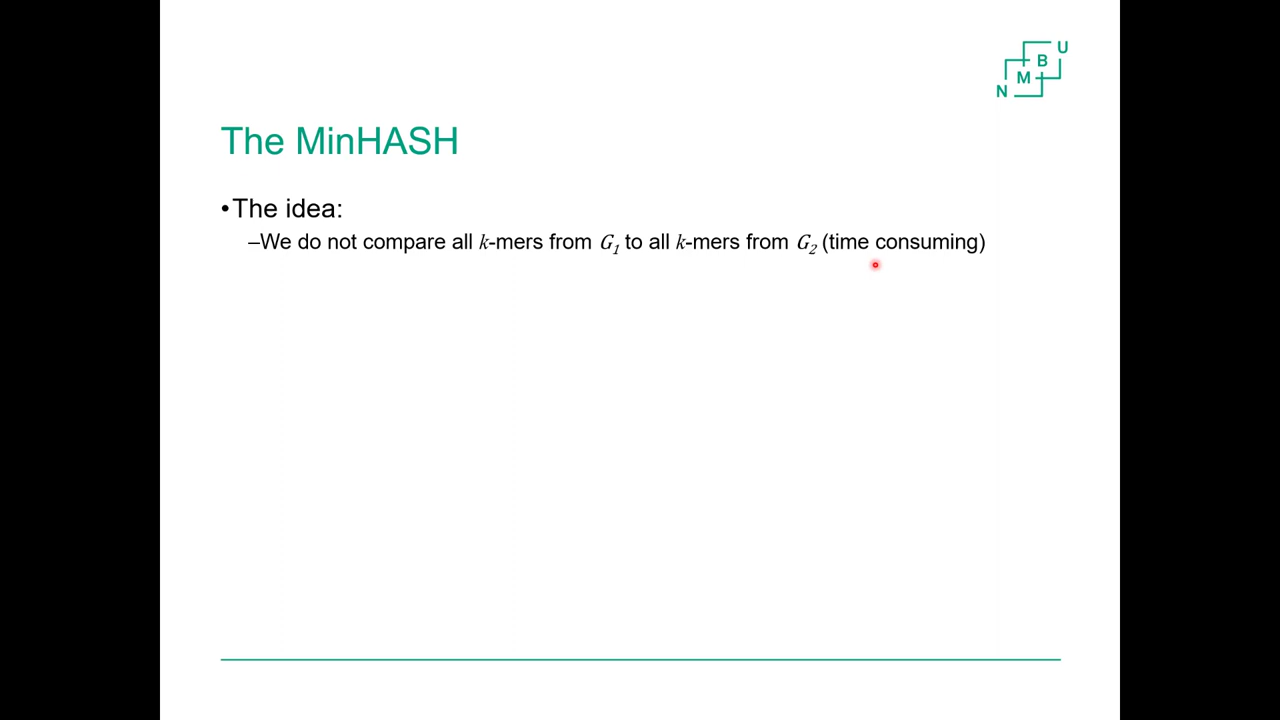 N M B U
The MinHASH
•The idea:
–We do not compare all k-mers from G₁ to all k-mers from G₂ (time consuming)